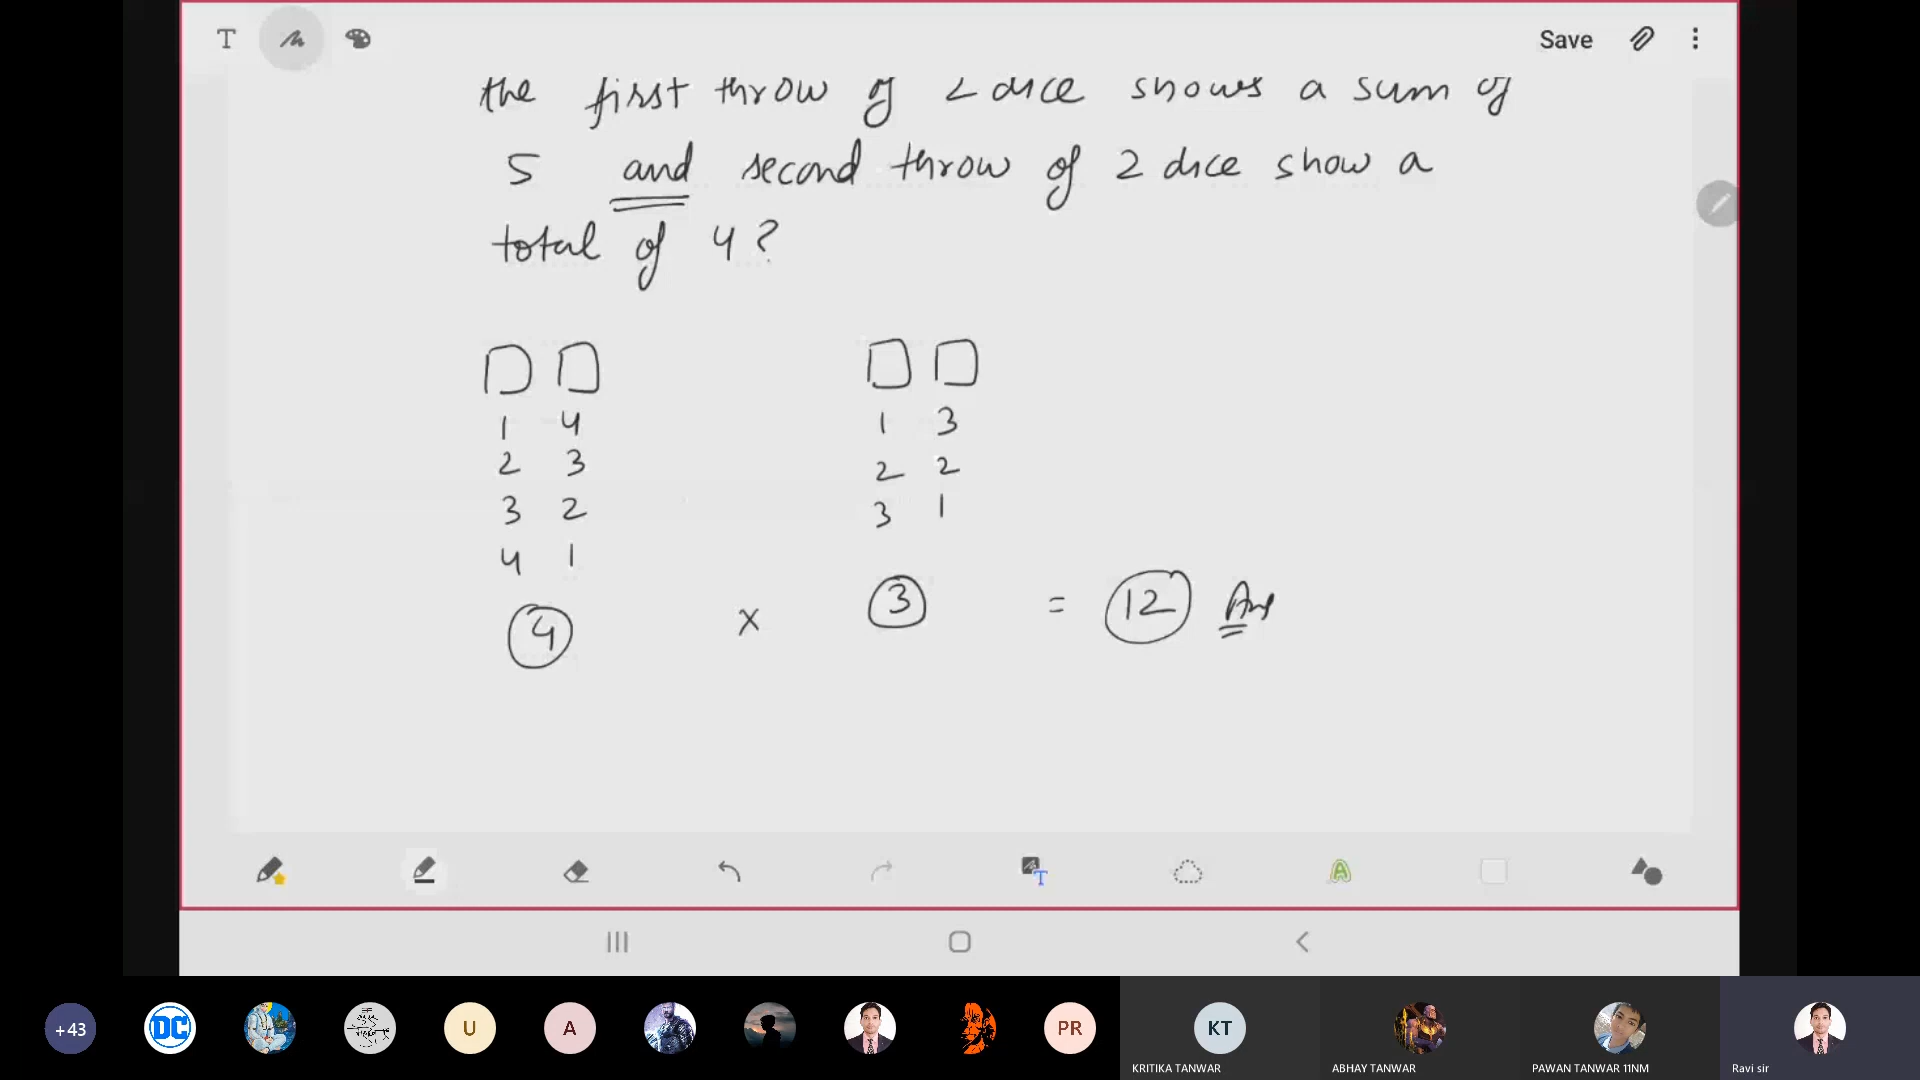 T
Save
the first throw of 2 dice shows a sum of
5 and second throw of 2 dice show a
total of 4?
1 4
2 3
3 2
4 1
1 3
2 2
3 1
4 x 3 = 12 Ans
T
A
+43
DC
U
A
PR
KT
KRITIKA TANWAR
ABHAY TANWAR
PAWAN TANWAR 11NM
Ravi sir